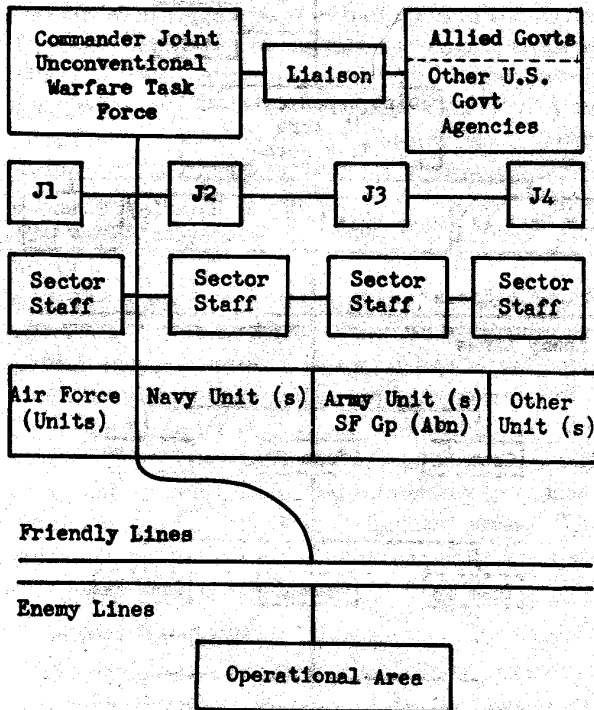 Commander Joint
Unconventional
Warfare Task
Force
Liaison
Allied Govts
Other U.S.
Govt
Agencies
J1
J2
J3
J4
Sector
Staff
Sector
Staff
Sector
Staff
Sector
Staff
Air Force
(Units)
Navy Unit (s)
Army Unit (s)
SF Gp (Abn)
Other
Unit (s)
Friendly Lines
Enemy Lines
Operational Area